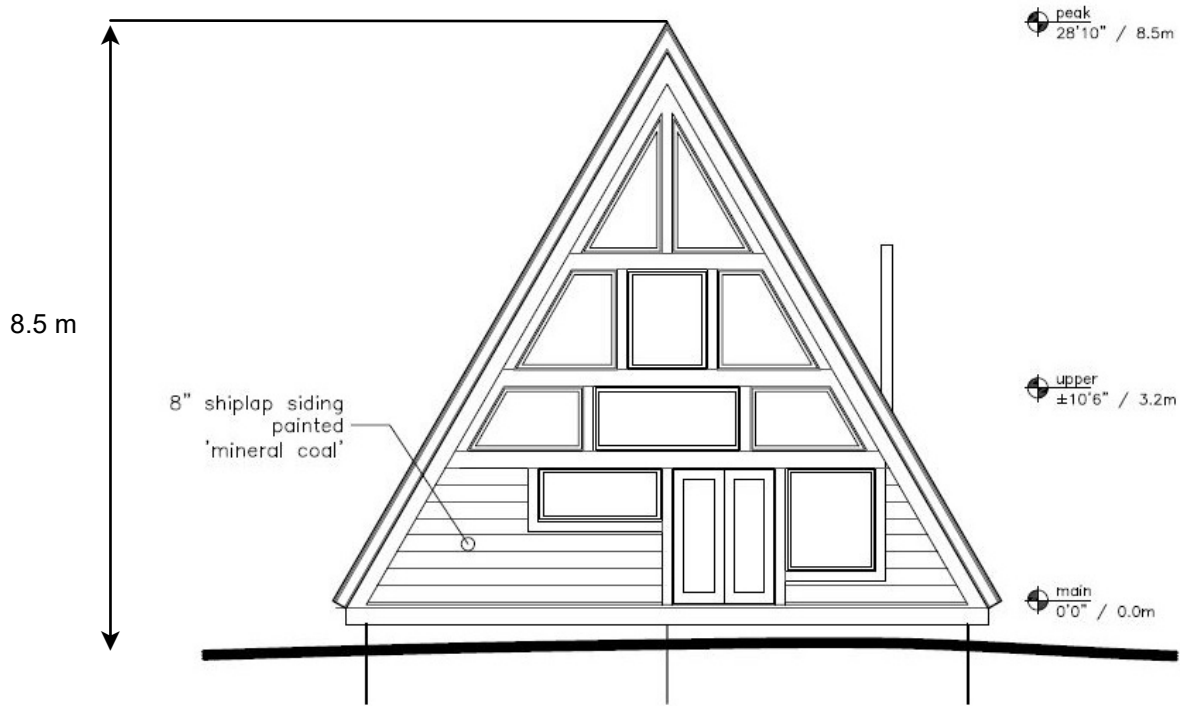 peak
28'10" / 8.5m
8.5 m
8" shiplap siding
painted
'mineral coal'
upper
±10'6" / 3.2m
main
0'0" / 0.0m